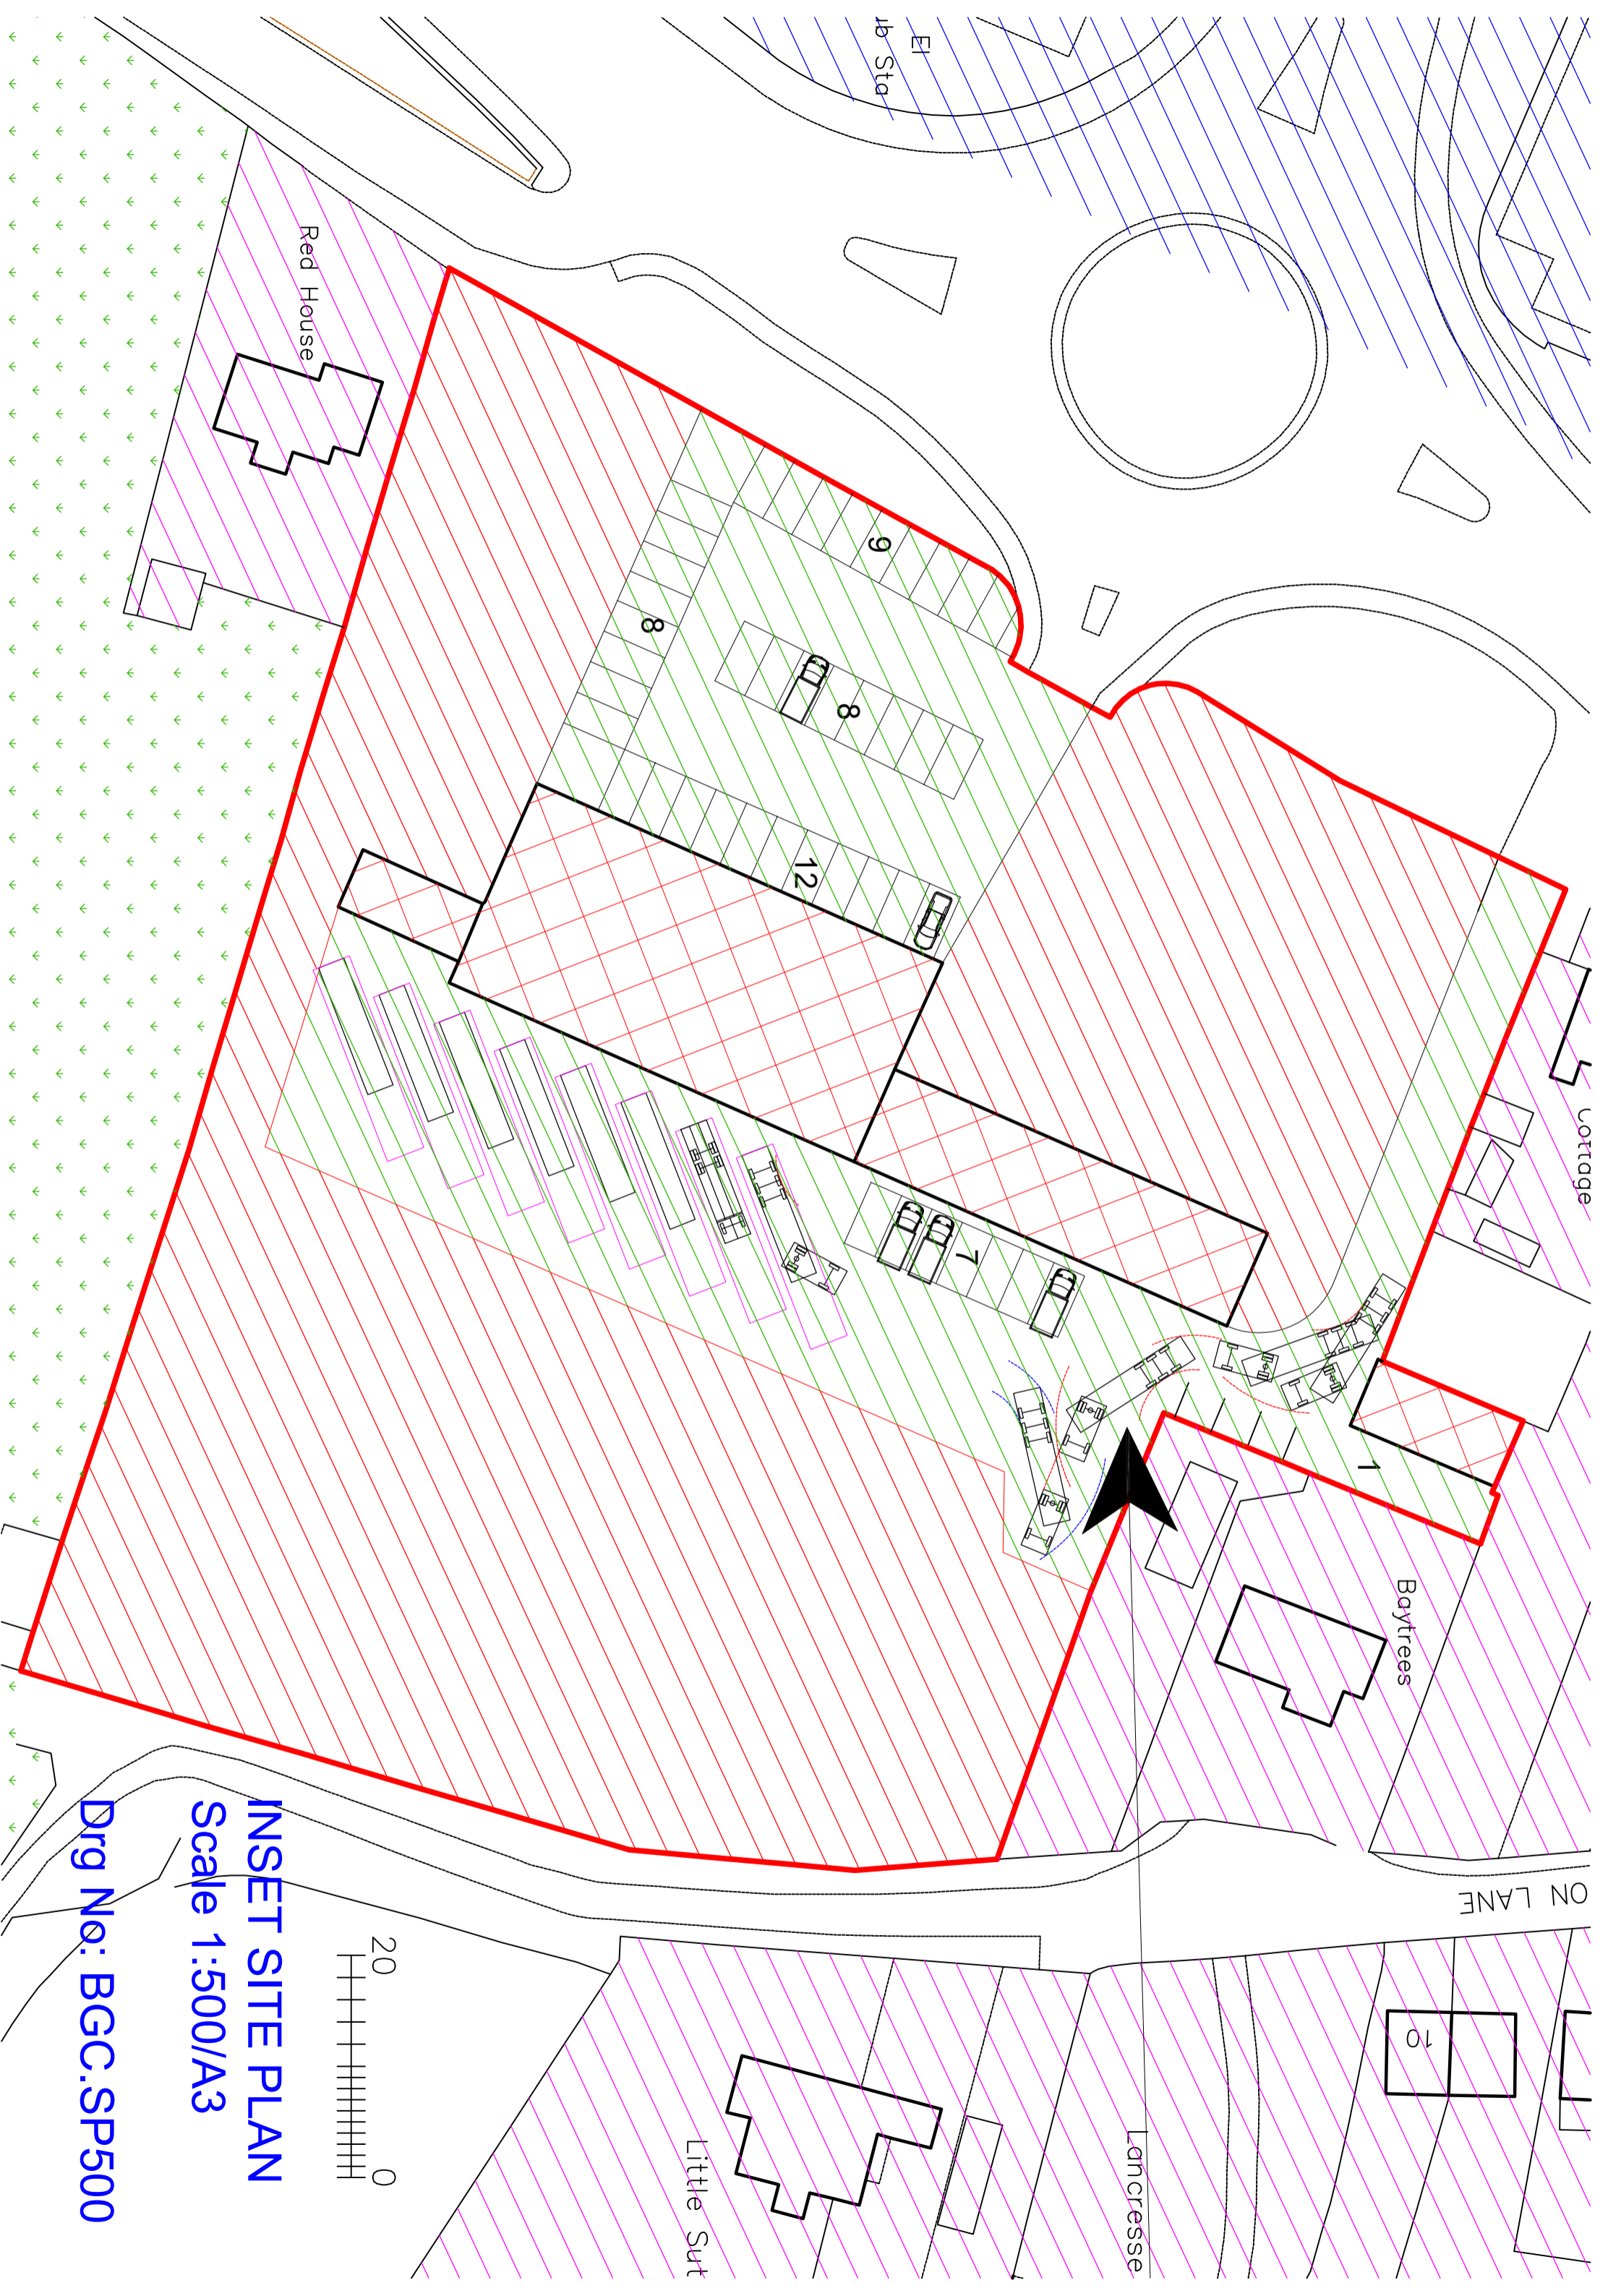 El
ub Sta
Red House
9
8
8
12
7
1
Cottage
Baytrees
ON LANE
10
Little Sut
Lancresse
20
0
INSET SITE PLAN
Scale 1:500/A3
Drg No: BGC.SP500